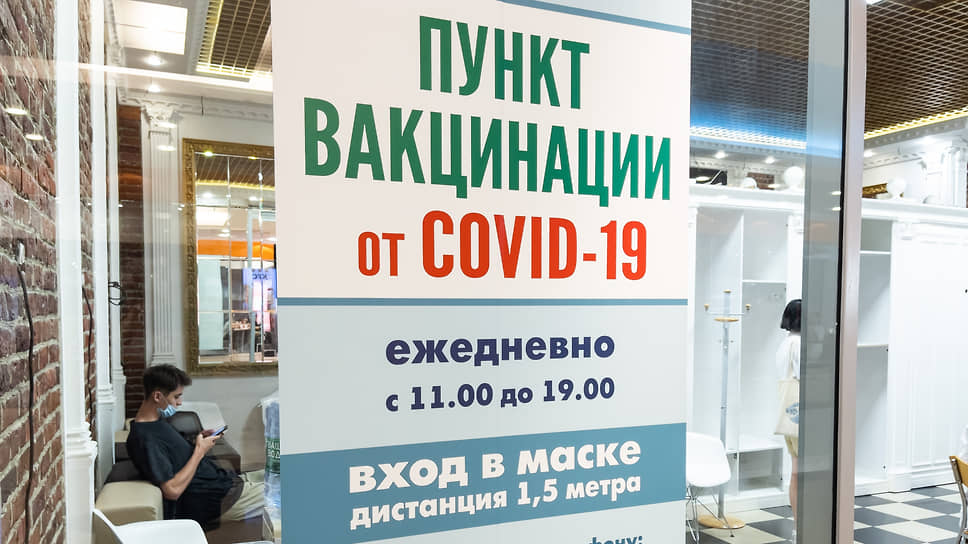 ПУНКТ
ВАКЦИНАЦИИ
от COVID-19
ежедневно
с 11.00 до 19.00
вход в маске
дистанция 1,5 метра